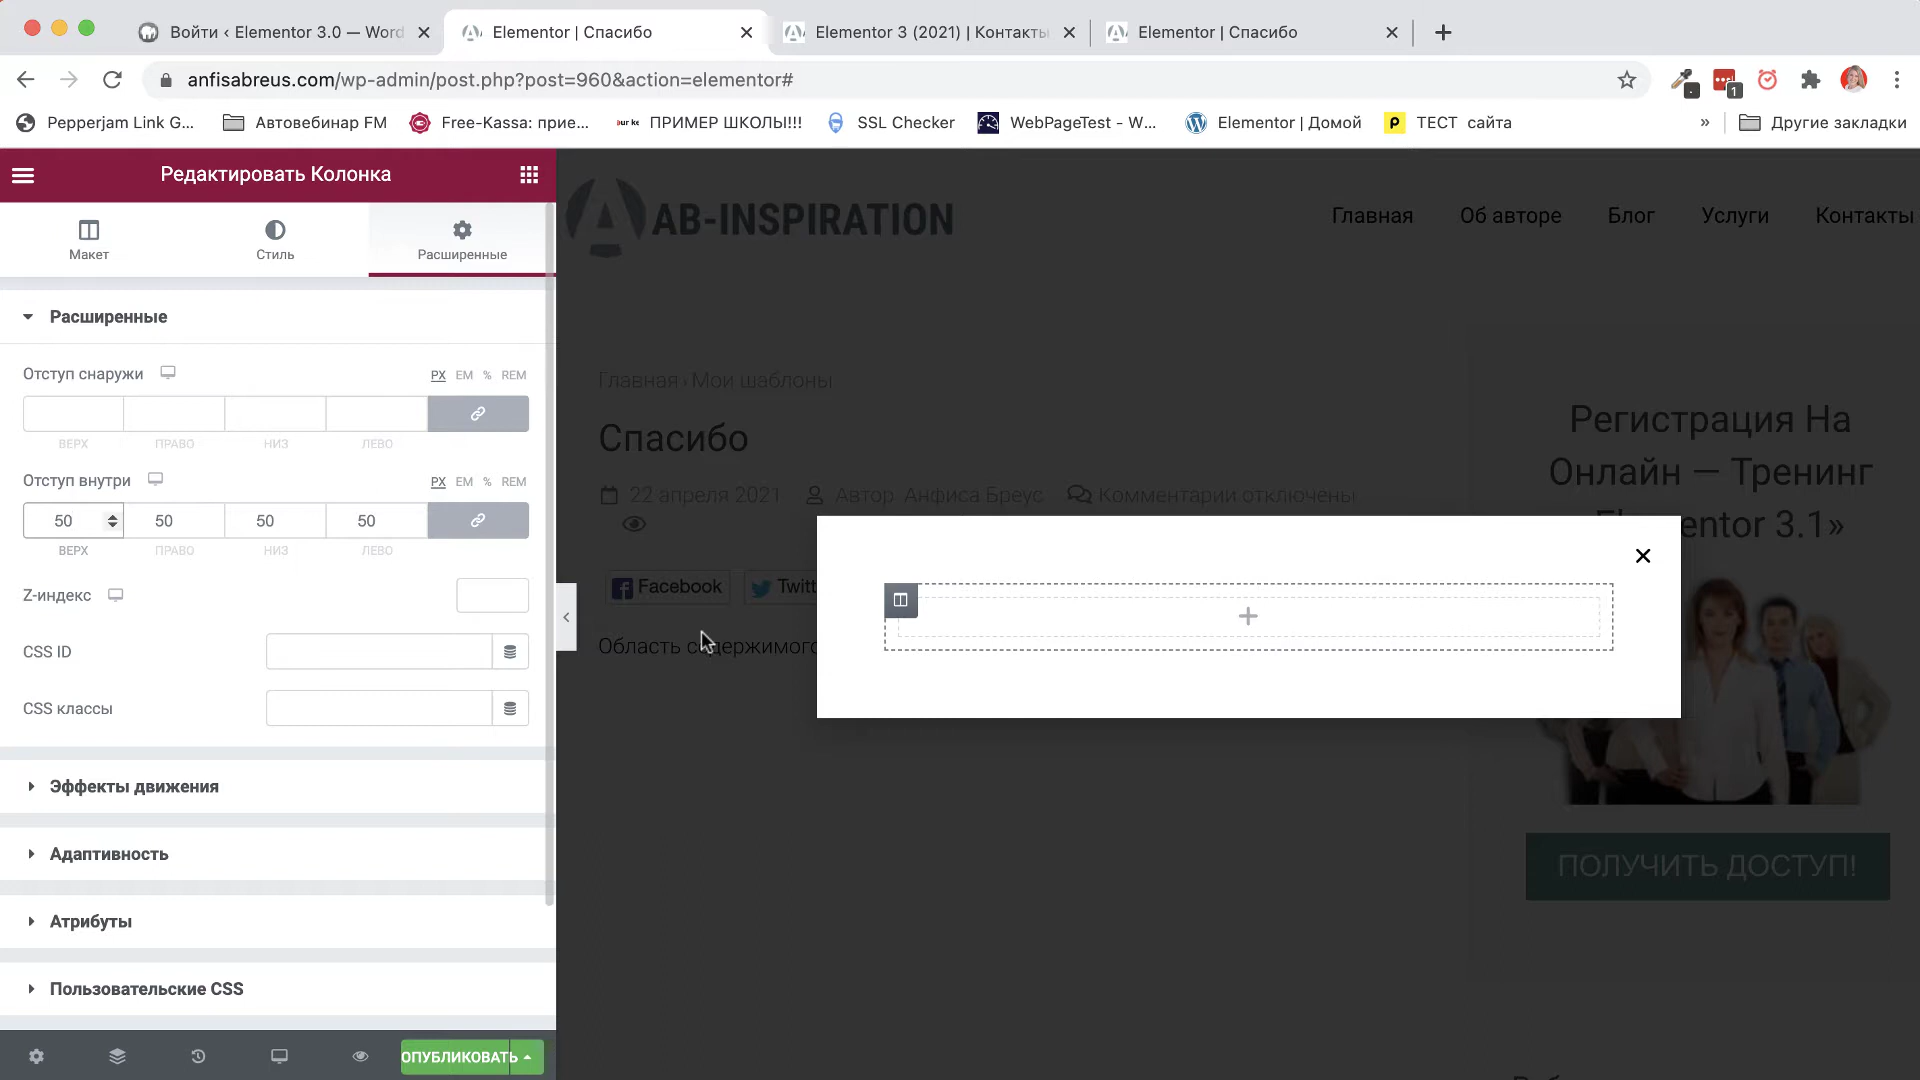 Войти ‹ Elementor 3.0 — Word
Elementor | Спасибо
Elementor 3 (2021) | Контакты
Elementor | Спасибо
anfisabreus.com/wp-admin/post.php?post=960&action=elementor#
1
Pepperjam Link G...
Автовебинар FM
Free-Kassa: прие...
ПРИМЕР ШКОЛЫ!!!
SSL Checker
WebPageTest - W...
Elementor | Домой
ТЕСТ сайта
»
Другие закладки
Редактировать Колонка
Макет
Стиль
Расширенные
Расширенные
Отступ снаружи
PX EM % REM
ВЕРХ ПРАВО НИЗ ЛЕВО
Отступ внутри
PX EM % REM
50 50 50 50
ВЕРХ ПРАВО НИЗ ЛЕВО
Z-индекс
CSS ID
CSS классы
Эффекты движения
Адаптивность
Атрибуты
Пользовательские CSS
ОПУБЛИКОВАТЬ
AB-INSPIRATION
Главная Об авторе Блог Услуги Контакты
Главная › Мои шаблоны
Спасибо
22 апреля 2021 Автор Анфиса Бреус Комментарии отключены
Facebook
Twitt
Область содержимого
Регистрация На
Онлайн — Тренинг
mentor 3.1»
ПОЛУЧИТЬ ДОСТУП!